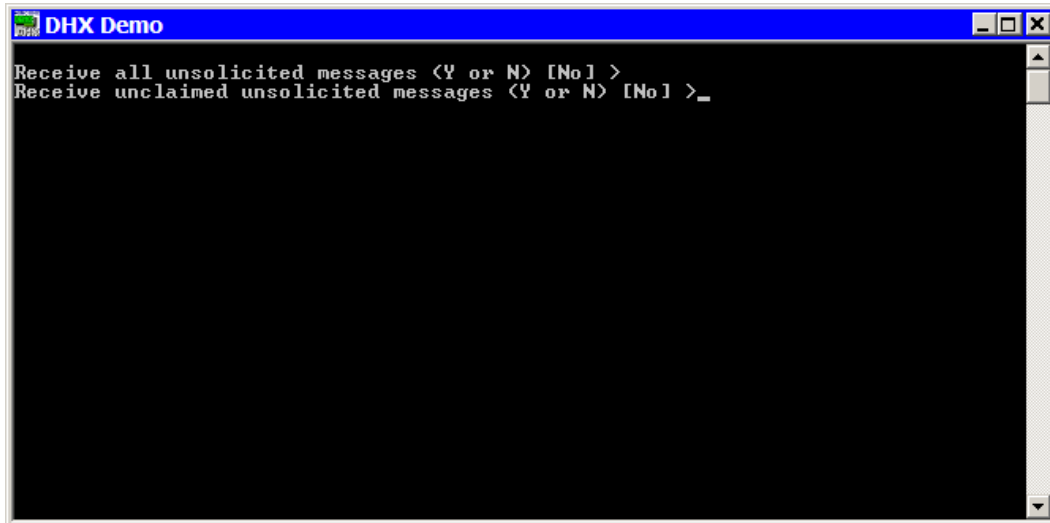 DHX Demo
Receive all unsolicited messages (Y or N) [No] >
Receive unclaimed unsolicited messages (Y or N) [No] >_